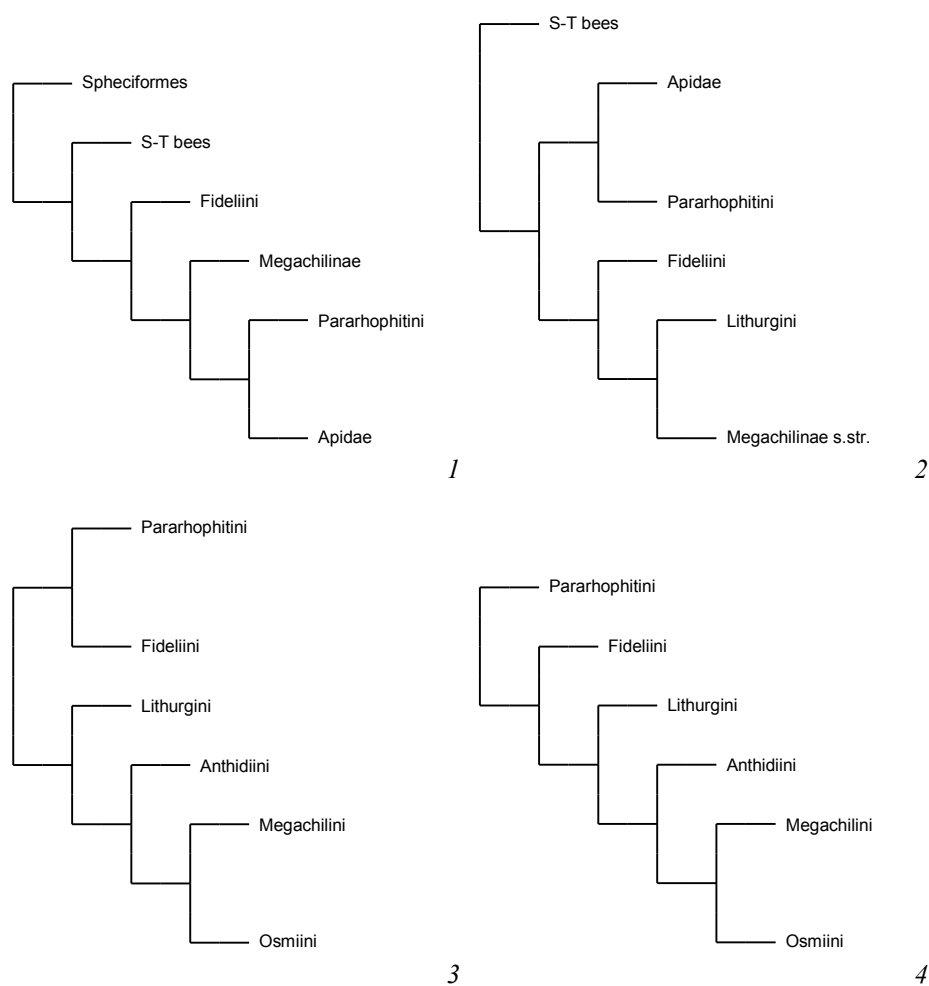 Spheciformes
S-T bees
Fideliini
Megachilinae
Pararhophitini
Apidae
1
S-T bees
Apidae
Pararhophitini
Fideliini
Lithurgini
Megachilinae s.str.
2
Pararhophitini
Fideliini
Lithurgini
Anthidiini
Megachilini
Osmiini
3
Pararhophitini
Fideliini
Lithurgini
Anthidiini
Megachilini
Osmiini
4